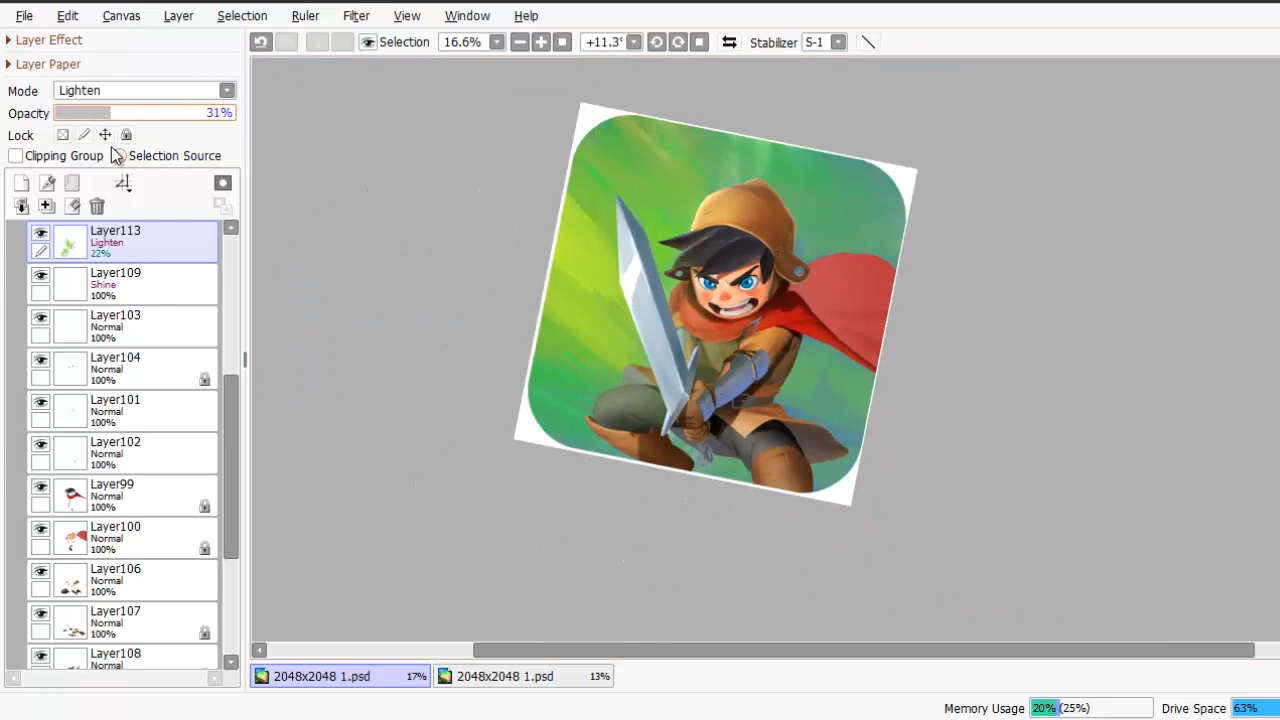 File Edit Canvas Layer Selection Ruler Filter View Window Help
Layer Effect
Selection 16.6% +11.3° Stabilizer S-1
Layer Paper
Mode Lighten
Opacity 31%
Lock
Clipping Group Selection Source
Layer113
Lighten
22%
Layer109
Shine
100%
Layer103
Normal
100%
Layer104
Normal
100%
Layer101
Normal
100%
Layer102
Normal
100%
Layer99
Normal
100%
Layer100
Normal
100%
Layer106
Normal
100%
Layer107
Normal
100%
Layer108
Normal
2048x2048 1.psd 17% 2048x2048 1.psd 13%
Memory Usage 20% (25%) Drive Space 63%